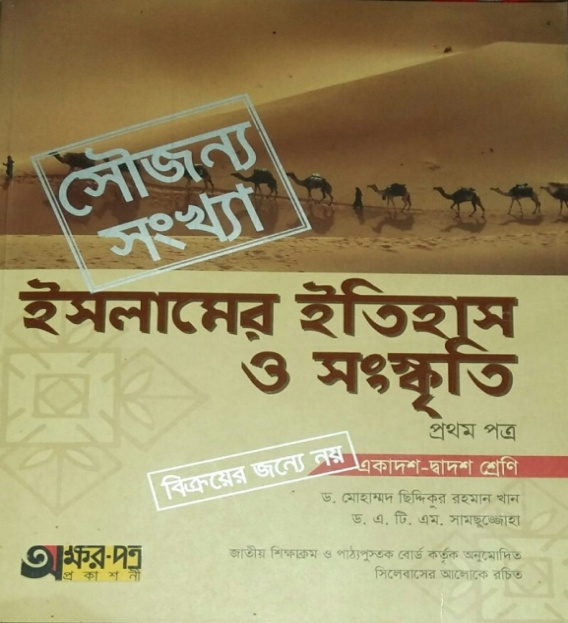 সৌজন্য
সংখ্যা
ইসলামের ইতিহাস
ও সংস্কৃতি
প্রথম পত্র
বিক্রয়ের জন্যে নয়
একাদশ-দ্বাদশ শ্রেণি
ড. মোহাম্মদ ছিদ্দিকুর রহমান খান
ড. এ. টি. এম. সামছুজ্জোহা
অক্ষর-পত্র
প্রকাশনী
জাতীয় শিক্ষাক্রম ও পাঠ্যপুস্তক বোর্ড কর্তৃক অনুমোদিত
সিলেবাসের আলোকে রচিত